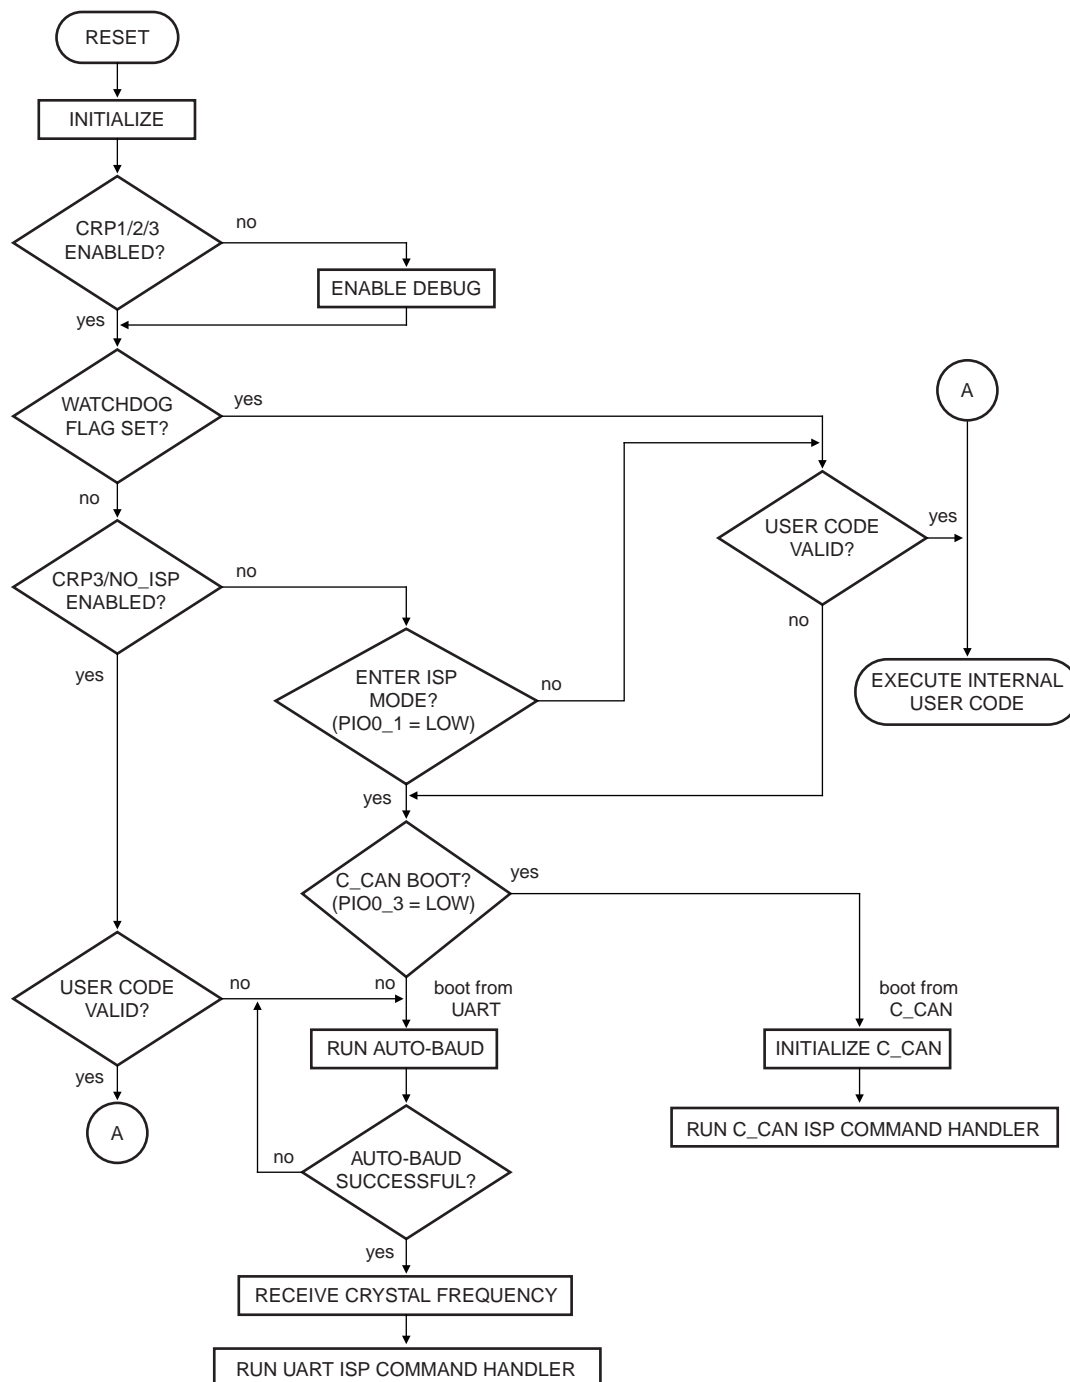 RESET
INITIALIZE
CRP1/2/3
ENABLED?
no
ENABLE DEBUG
yes
WATCHDOG
FLAG SET?
yes
A
no
USER CODE
VALID?
yes
CRP3/NO_ISP
ENABLED?
no
no
yes
ENTER ISP
MODE?
(PIO0_1 = LOW)
no
EXECUTE INTERNAL
USER CODE
yes
C_CAN BOOT?
(PIO0_3 = LOW)
yes
USER CODE
VALID?
no
no
boot from
UART
boot from
C_CAN
RUN AUTO-BAUD
INITIALIZE C_CAN
yes
A
RUN C_CAN ISP COMMAND HANDLER
no
AUTO-BAUD
SUCCESSFUL?
yes
RECEIVE CRYSTAL FREQUENCY
RUN UART ISP COMMAND HANDLER